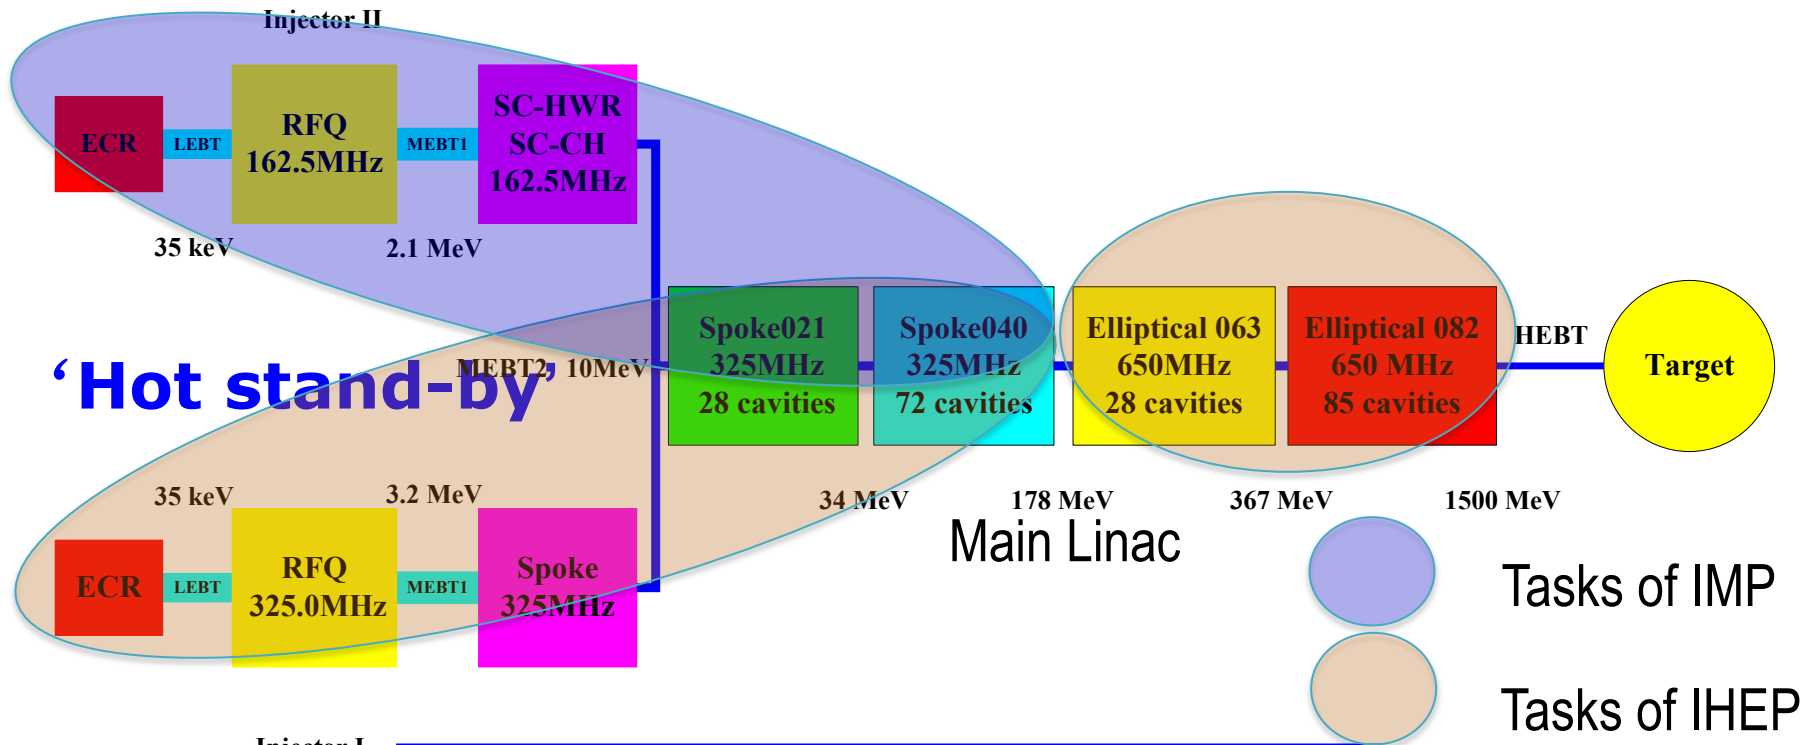 Injector II
ECR
LEBT
RFQ
162.5MHz
MEBT1
SC-HWR
SC-CH
162.5MHz
35 keV
2.1 MeV
‘Hot stand-by’
MEBT2, 10MeV
Spoke021
325MHz
28 cavities
Spoke040
325MHz
72 cavities
Elliptical 063
650MHz
28 cavities
Elliptical 082
650 MHz
85 cavities
HEBT
Target
35 keV
3.2 MeV
34 MeV
178 MeV
367 MeV
1500 MeV
Main Linac
ECR
LEBT
RFQ
325.0MHz
MEBT1
Spoke
325MHz
Tasks of IMP
Tasks of IHEP
Injector I